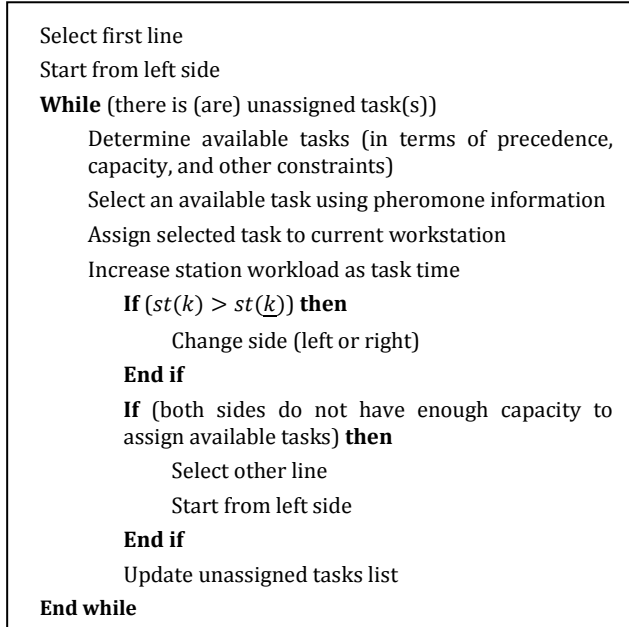 Select first line
Start from left side
While (there is (are) unassigned task(s))
Determine available tasks (in terms of precedence,
capacity, and other constraints)
Select an available task using pheromone information
Assign selected task to current workstation
Increase station workload as task time
If (st(k) > st(k̲)) then
Change side (left or right)
End if
If (both sides do not have enough capacity to
assign available tasks) then
Select other line
Start from left side
End if
Update unassigned tasks list
End while